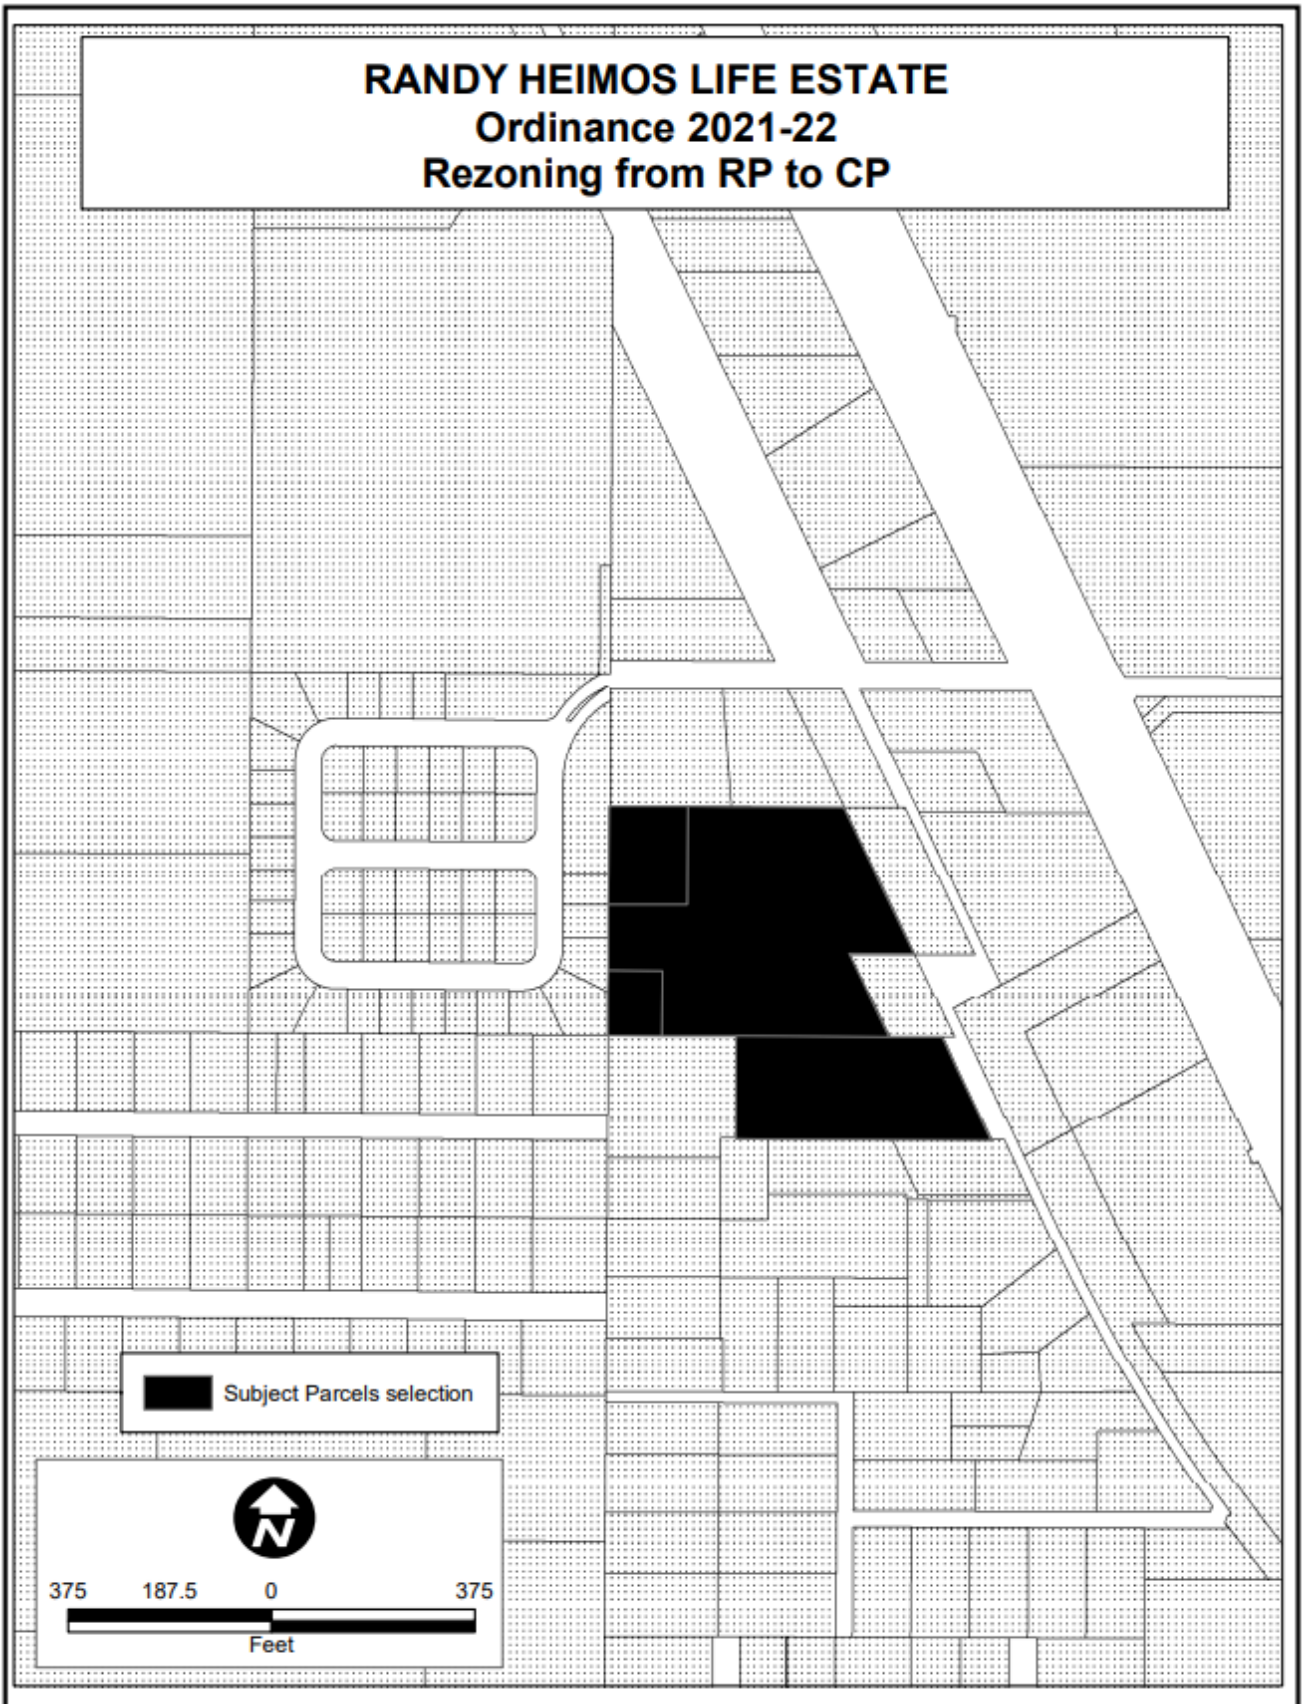 RANDY HEIMOS LIFE ESTATE
Ordinance 2021-22
Rezoning from RP to CP
Subject Parcels selection
N
375 187.5 0 375
Feet